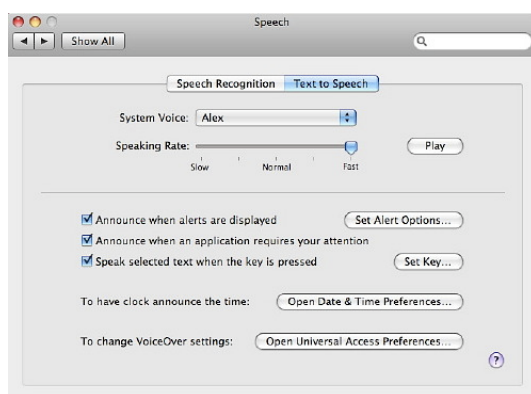 Speech
Show All
Speech Recognition Text to Speech
System Voice: Alex
Speaking Rate: Play
Slow Normal Fast
Announce when alerts are displayed Set Alert Options...
Announce when an application requires your attention
Speak selected text when the key is pressed Set Key...
To have clock announce the time: Open Date & Time Preferences...
To change VoiceOver settings: Open Universal Access Preferences...
?